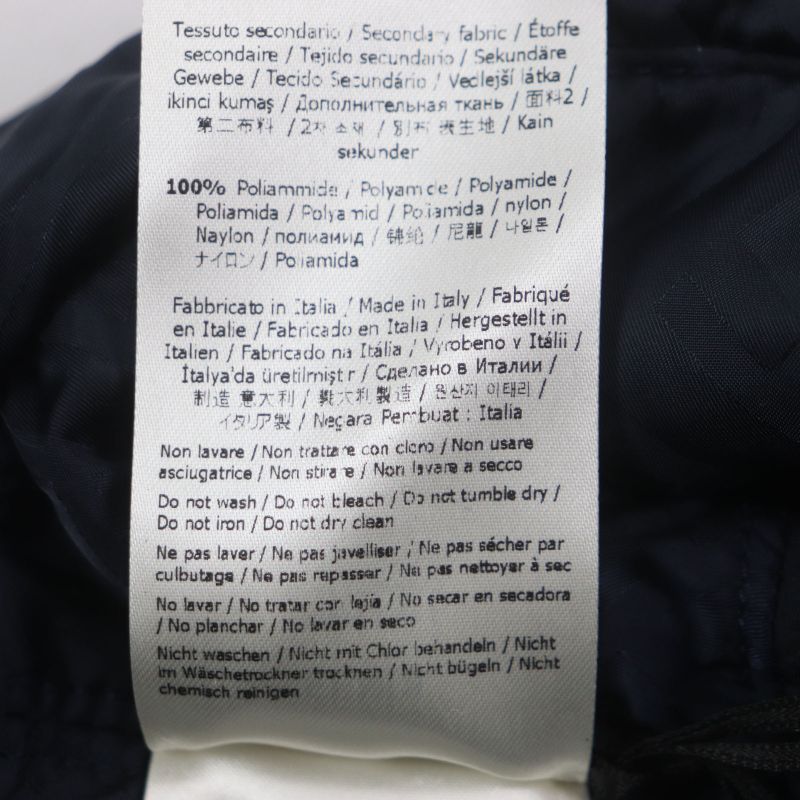 Tessuto secondario / Secondary fabric / Étoffe
secondaire / Tejido secundario / Sekundäre
Gewebe / Tecido Secundário / Vedlejší látka /
ikinci kumaş / Дополнительная ткань / 面料2 /
第二布料 / 2차 소재 / 別布 表生地 / Kain
sekunder
100% Poliammide / Polyamide / Polyamide /
Poliamida / Polyamid / Poliamida / nylon /
Naylon / полиамид / 锦纶 / 尼龍 / 나일론 /
ナイロン / Poliamida
Fabbricato in Italia / Made in Italy / Fabriqué
en Italie / Fabricado en Italia / Hergestellt in
Italien / Fabricado na Itália / Vyrobeno v Itálii /
İtalya'da üretilmiştir / Сделано в Италии /
制造 意大利 / 義大利製造 / 원산지 이태리 /
イタリア製 / Negara Pembuat : Italia
Non lavare / Non trattare con cloro / Non usare
asciugatrice / Non stirare / Non lavare a secco
Do not wash / Do not bleach / Do not tumble dry /
Do not iron / Do not dry clean
Ne pas laver / Ne pas javelliser / Ne pas sécher par
culbutage / Ne pas repasser / Ne pas nettoyer à sec
No lavar / No tratar con lejía / No secar en secadora
/ No planchar / No lavar en seco
Nicht waschen / Nicht mit Chlor behandeln / Nicht
im Wäschetrockner trocknen / Nicht bügeln / Nicht
chemisch reinigen